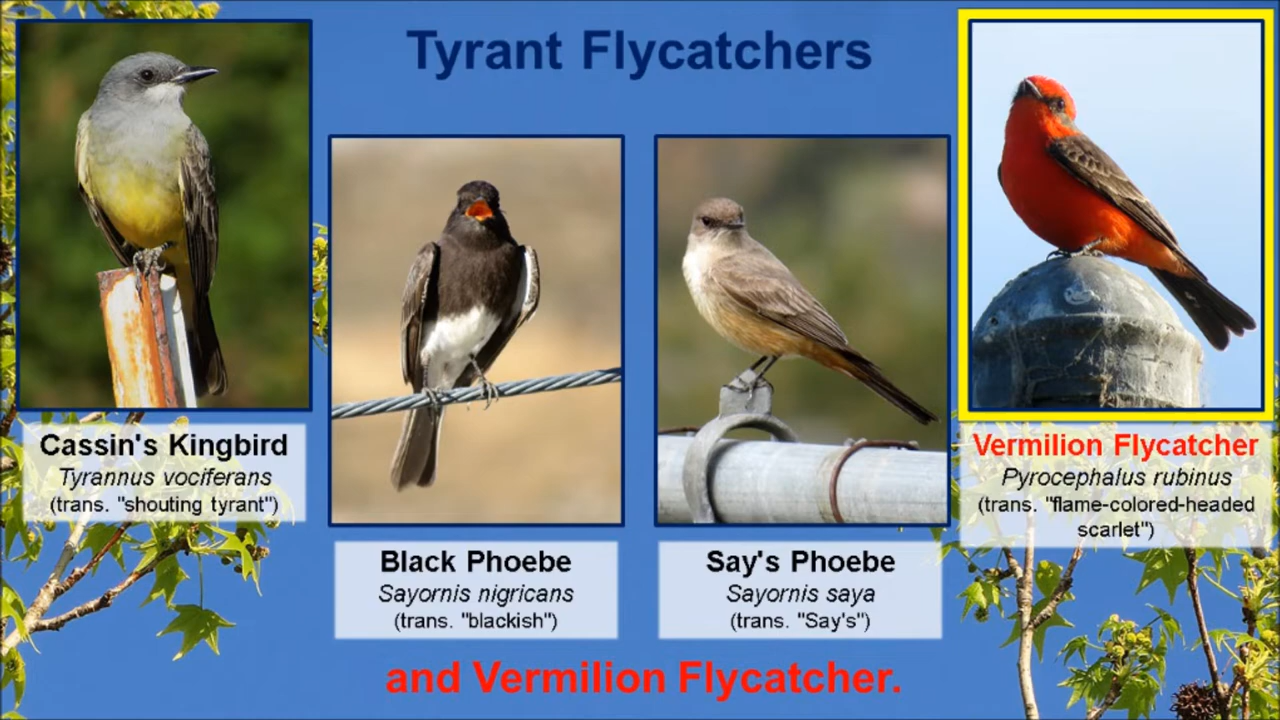 Tyrant Flycatchers
Cassin's Kingbird
Tyrannus vociferans
(trans. "shouting tyrant")
Black Phoebe
Sayornis nigricans
(trans. "blackish")
Say's Phoebe
Sayornis saya
(trans. "Say's")
Vermilion Flycatcher
Pyrocephalus rubinus
(trans. "flame-colored-headed
scarlet")
and Vermilion Flycatcher.